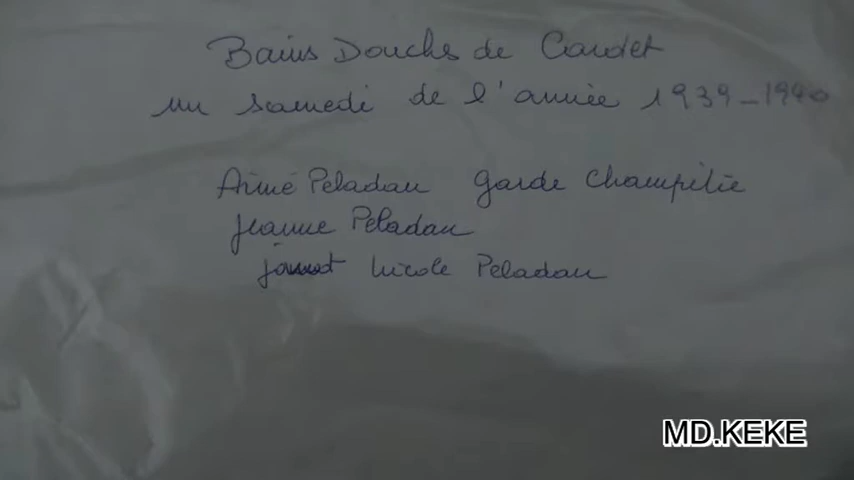 Bains Douches de Cardet
un samedi de l'année 1939-1940
Aimé Peladan garde champêtre
Jeanne Peladan
Nicole Peladan
MD.KEKE